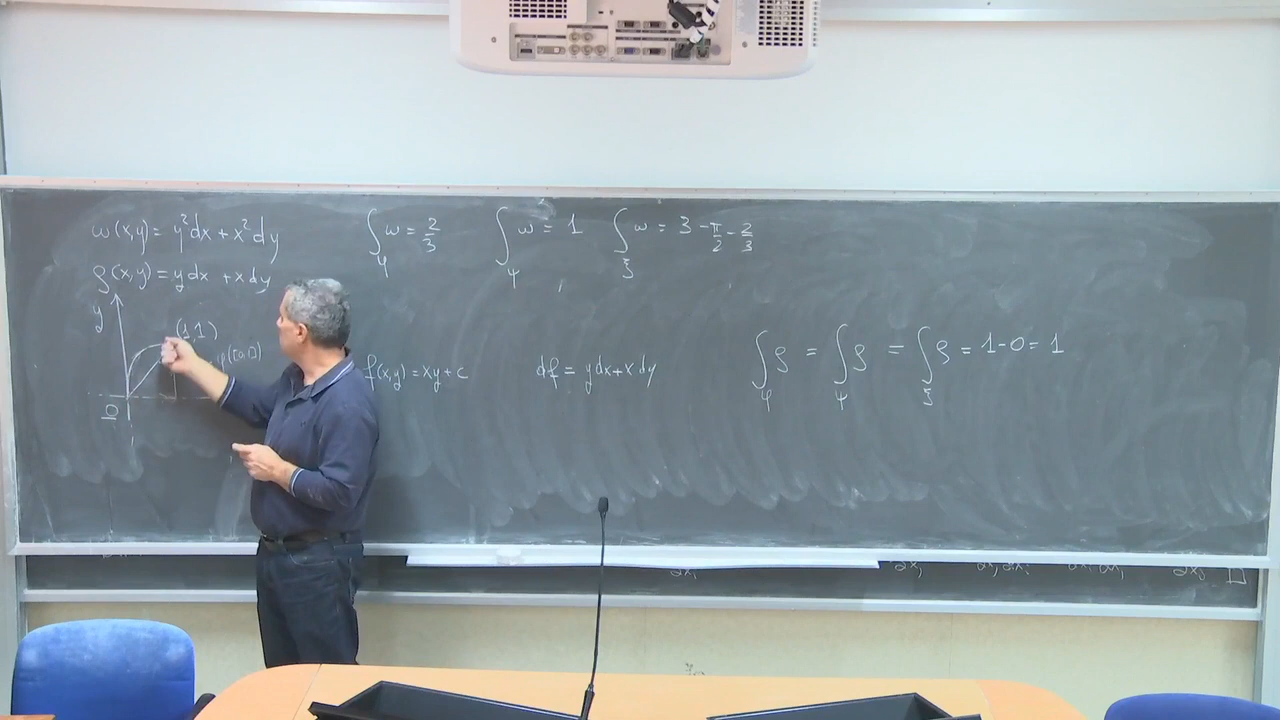 ω(x,y) = y²dx + x²dy
∫_φ ω = 2/3
∫_ψ ω = 1
∫_ξ ω = 3 - π/2 - 2/3
ρ(x,y) = y dx + x dy
y
(1,1)
φ([0,1])
0
f(x,y) = xy + c
df = y dx + x dy
∫_φ ρ = ∫_ψ ρ = ∫_ξ ρ = 1-0 = 1